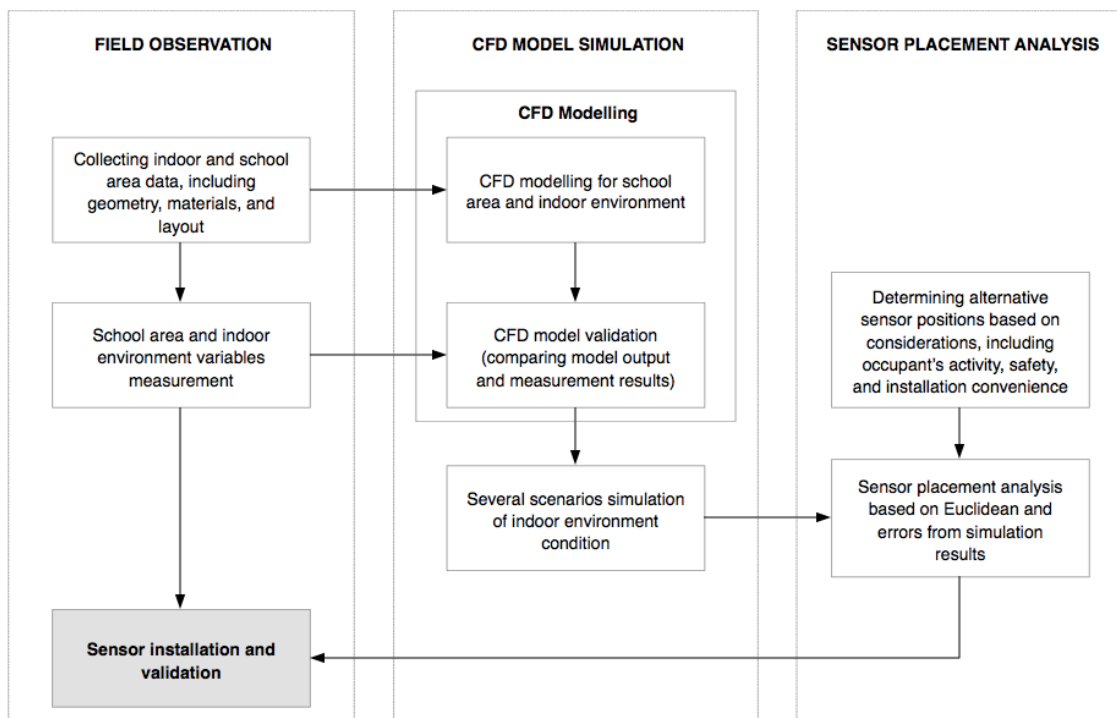 FIELD OBSERVATION
Collecting indoor and school
area data, including
geometry, materials, and
layout
School area and indoor
environment variables
measurement
Sensor installation and
validation
CFD MODEL SIMULATION
CFD Modelling
CFD modelling for school
area and indoor environment
CFD model validation
(comparing model output
and measurement results)
Several scenarios simulation
of indoor environment
condition
SENSOR PLACEMENT ANALYSIS
Determining alternative
sensor positions based on
considerations, including
occupant's activity, safety,
and installation convenience
Sensor placement analysis
based on Euclidean and
errors from simulation
results